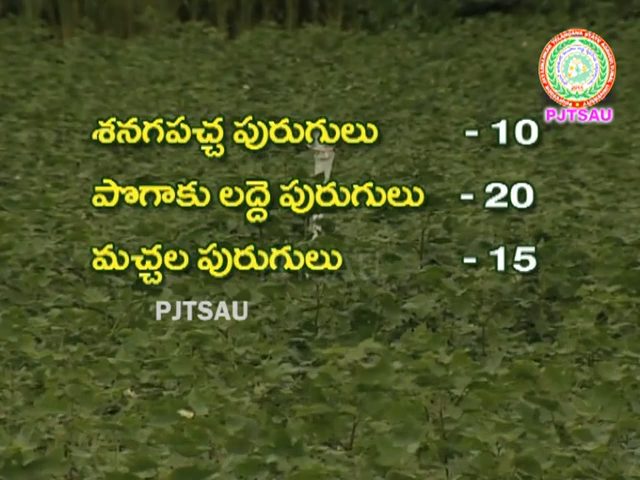 PJTSAU
శనగపచ్చ పురుగులు - 10
పొగాకు లద్దె పురుగులు - 20
మచ్చల పురుగులు - 15
PJTSAU